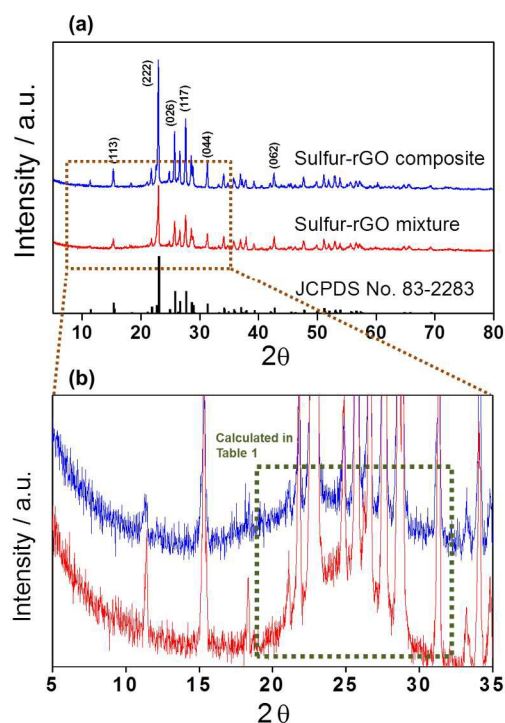 (a)
Intensity / a.u.
(113)
(222)
(026)
(117)
(044)
(062)
Sulfur-rGO composite
Sulfur-rGO mixture
JCPDS No. 83-2283
10 20 30 40 50 60 70 80
2θ
(b)
Intensity / a.u.
Calculated in
Table 1
5 10 15 20 25 30 35
2 θ